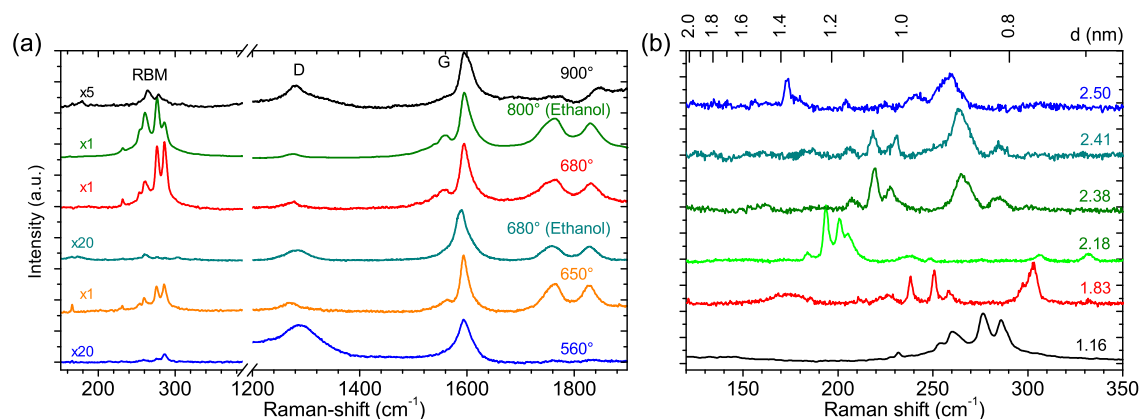 (a)
RBM
D
G
x5
900°
800° (Ethanol)
x1
680°
x1
680° (Ethanol)
x20
650°
x1
560°
x20
200 300 1200 1400 1600 1800
Raman-shift (cm-1)
Intensity (a.u.)
(b)
2.0 1.8 1.6 1.4 1.2 1.0 0.8
d (nm)
2.50
2.41
2.38
2.18
1.83
1.16
150 200 250 300 350
Raman shift (cm-1)